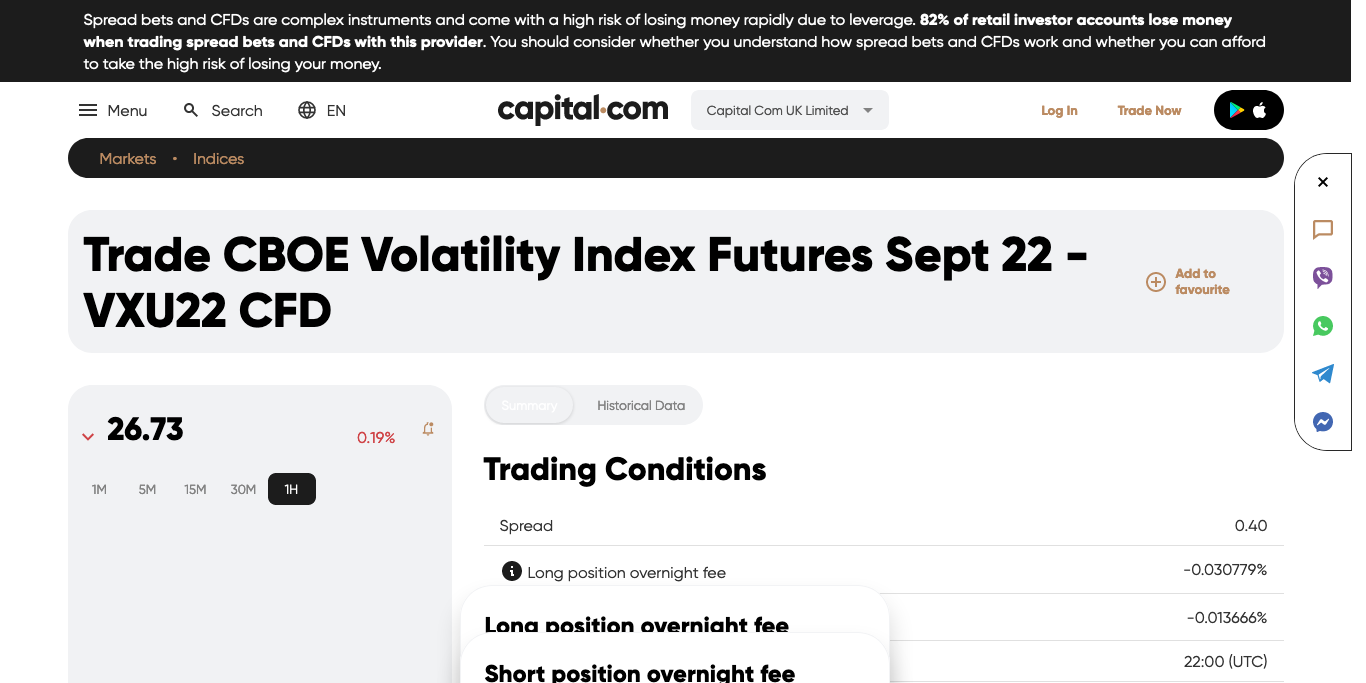 Spread bets and CFDs are complex instruments and come with a high risk of losing money rapidly due to leverage. 82% of retail investor accounts lose money
when trading spread bets and CFDs with this provider. You should consider whether you understand how spread bets and CFDs work and whether you can afford
to take the high risk of losing your money.
Menu Search EN capital.com Capital Com UK Limited Log In Trade Now
Markets • Indices
Trade CBOE Volatility Index Futures Sept 22 -
VXU22 CFD
Add to
favourite
26.73 0.19%
1M 5M 15M 30M 1H
Summary Historical Data
Trading Conditions
Spread 0.40
Long position overnight fee -0.030779%
Long position overnight fee
-0.013666%
22:00 (UTC)
Short position overnight fee